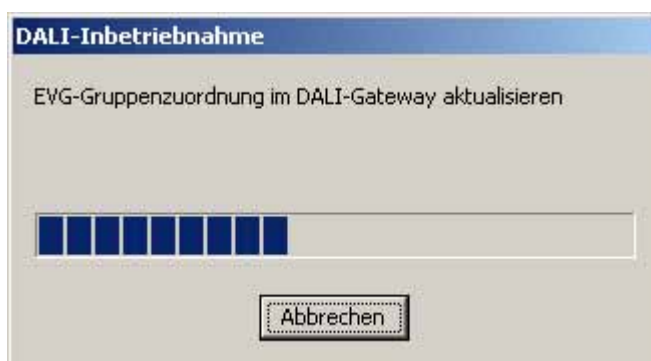 DALI-Inbetriebnahme
EVG-Gruppenzuordnung im DALI-Gateway aktualisieren
Abbrechen